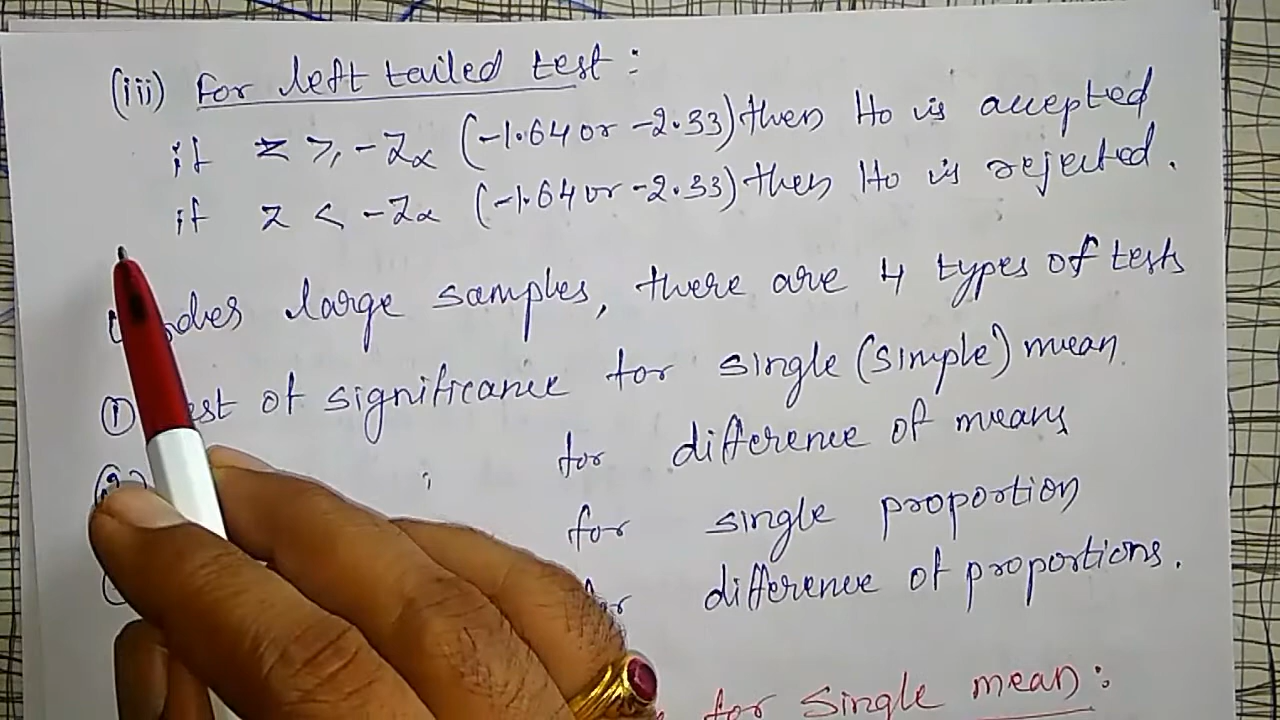 (iii) For left tailed test :
if z ≥ -Zα (-1.64 or -2.33) then Ho is accepted
if z < -Zα (-1.64 or -2.33) then Ho is rejected.
large samples, there are 4 types of tests
① of significance for single (simple) mean.
for difference of means
for single proportion
difference of proportions.
for single mean :